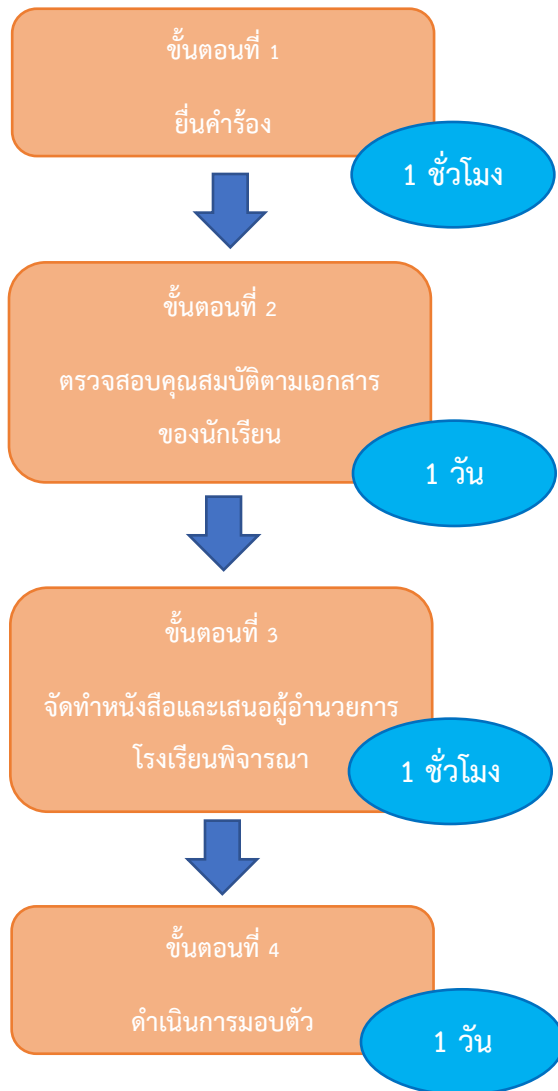 ขั้นตอนที่ 1
ยื่นคำร้อง
1 ชั่วโมง
ขั้นตอนที่ 2
ตรวจสอบคุณสมบัติตามเอกสาร
ของนักเรียน
1 วัน
ขั้นตอนที่ 3
จัดทำหนังสือและเสนอผู้อำนวยการ
โรงเรียนพิจารณา
1 ชั่วโมง
ขั้นตอนที่ 4
ดำเนินการมอบตัว
1 วัน